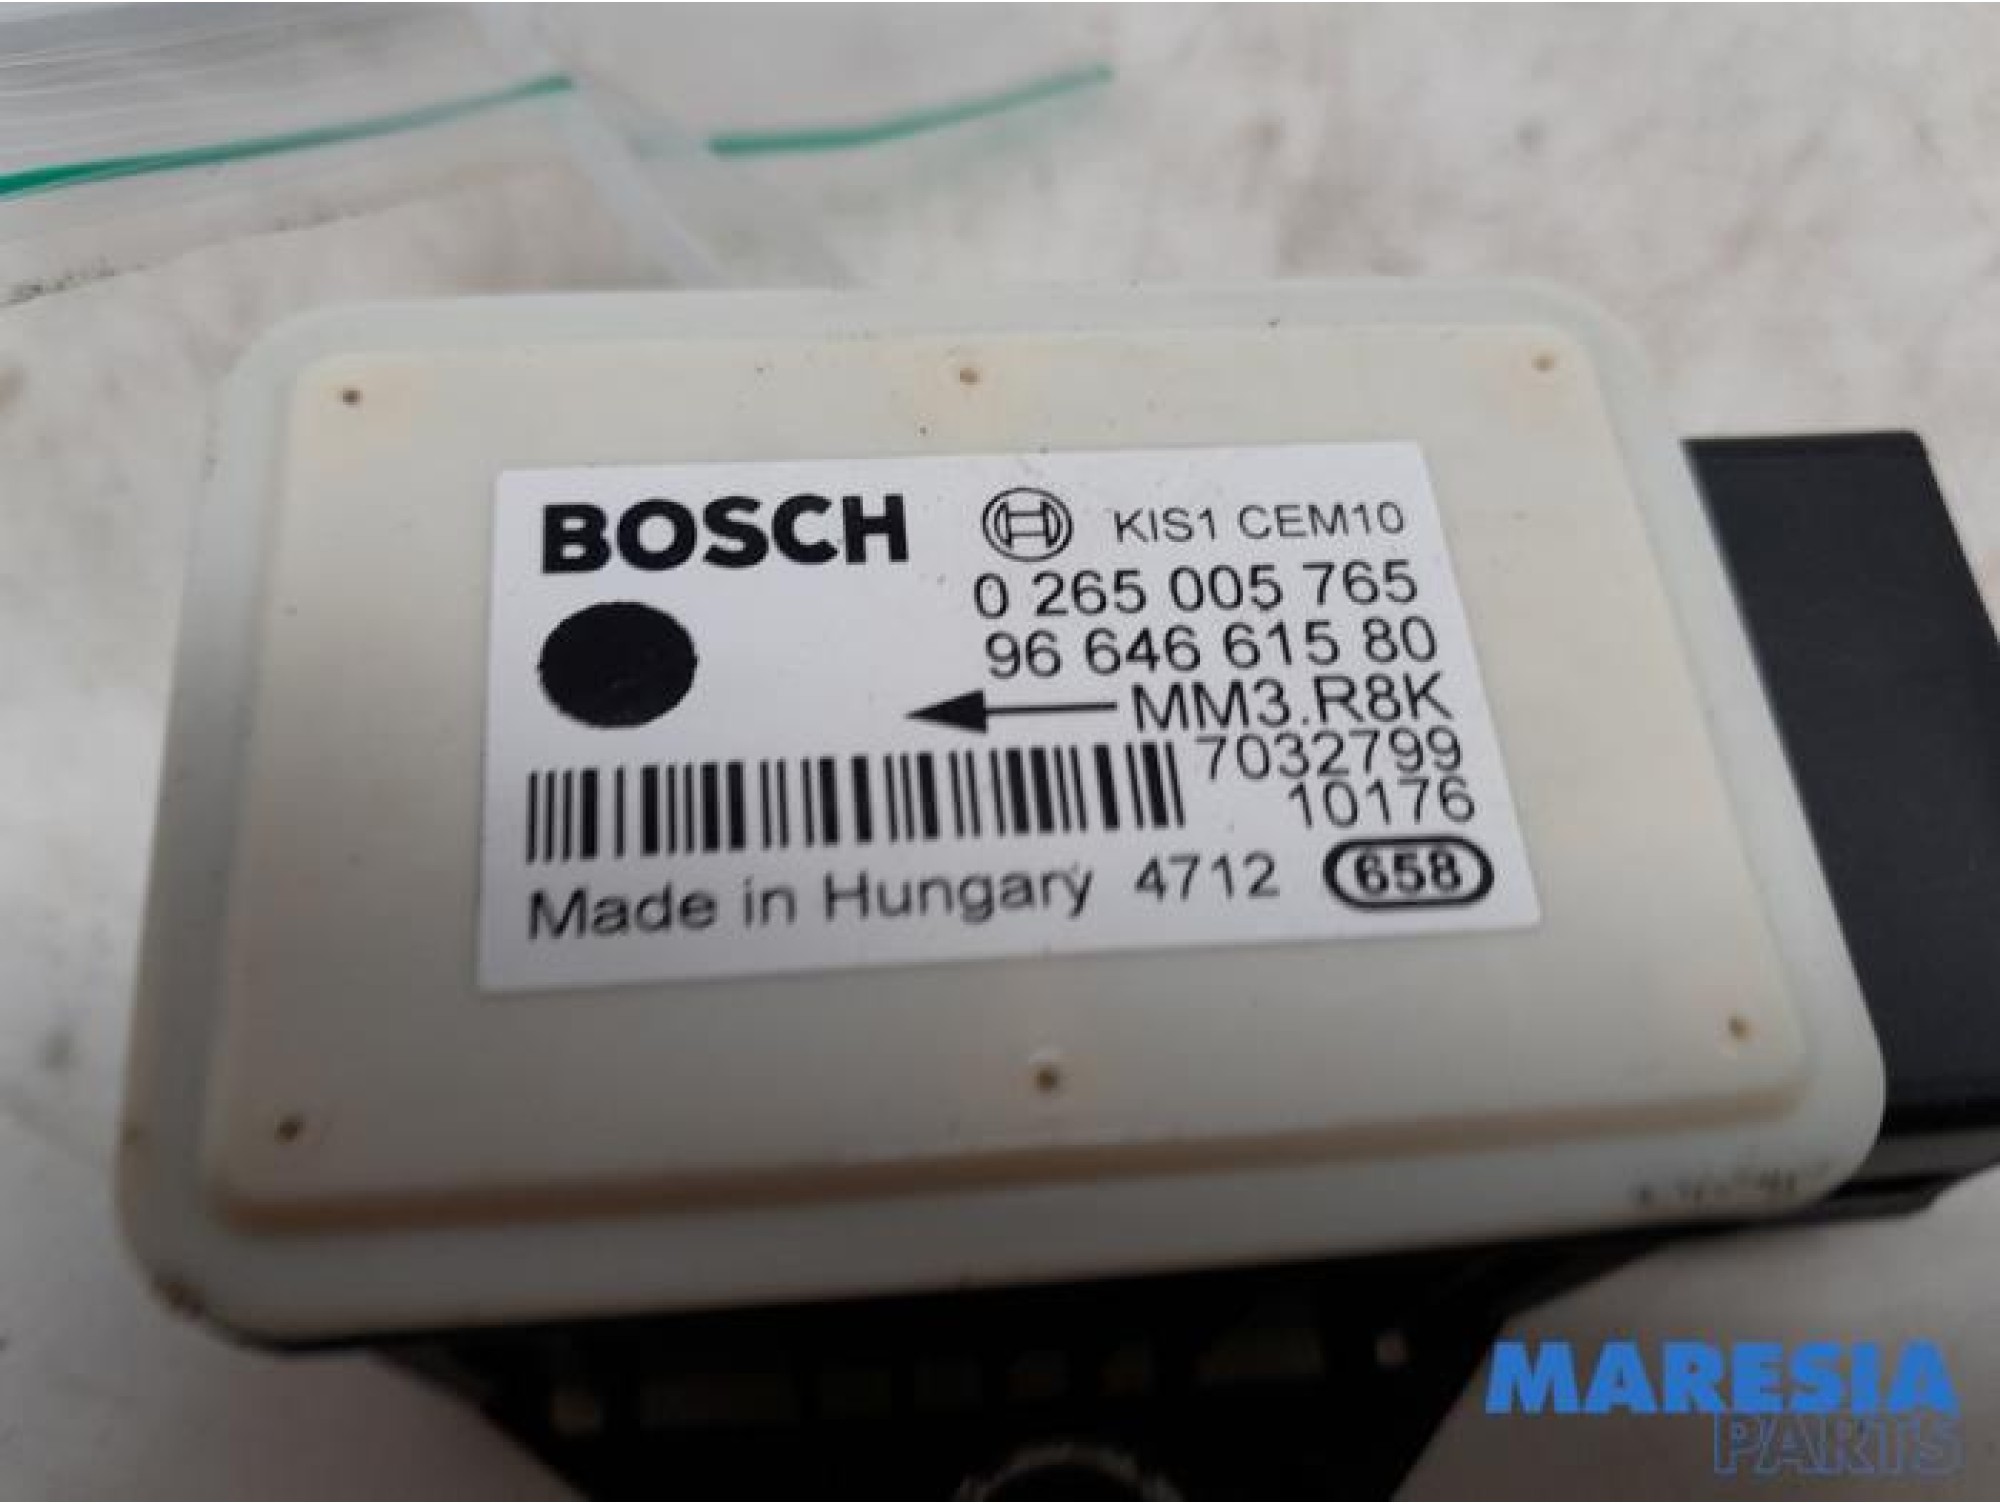 BOSCH KIS1 CEM10
0 265 005 765
96 646 615 80
MM3.R8K
7032799
10176
Made in Hungary 4712 658
MARESIA
PARTS